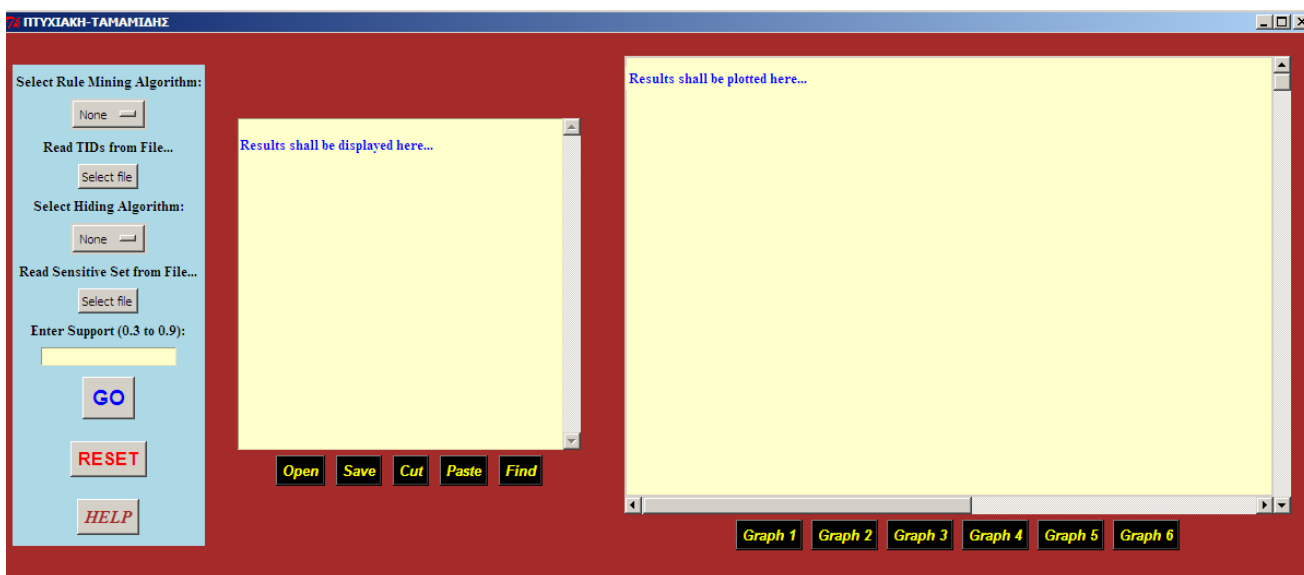 ΠΤΥΧΙΑΚΗ-ΤΑΜΑΜΙΔΗΣ
Select Rule Mining Algorithm:
None
Read TIDs from File...
Select file
Select Hiding Algorithm:
None
Read Sensitive Set from File...
Select file
Enter Support (0.3 to 0.9):
GO
RESET
HELP
Results shall be displayed here...
Open Save Cut Paste Find
Results shall be plotted here...
Graph 1 Graph 2 Graph 3 Graph 4 Graph 5 Graph 6